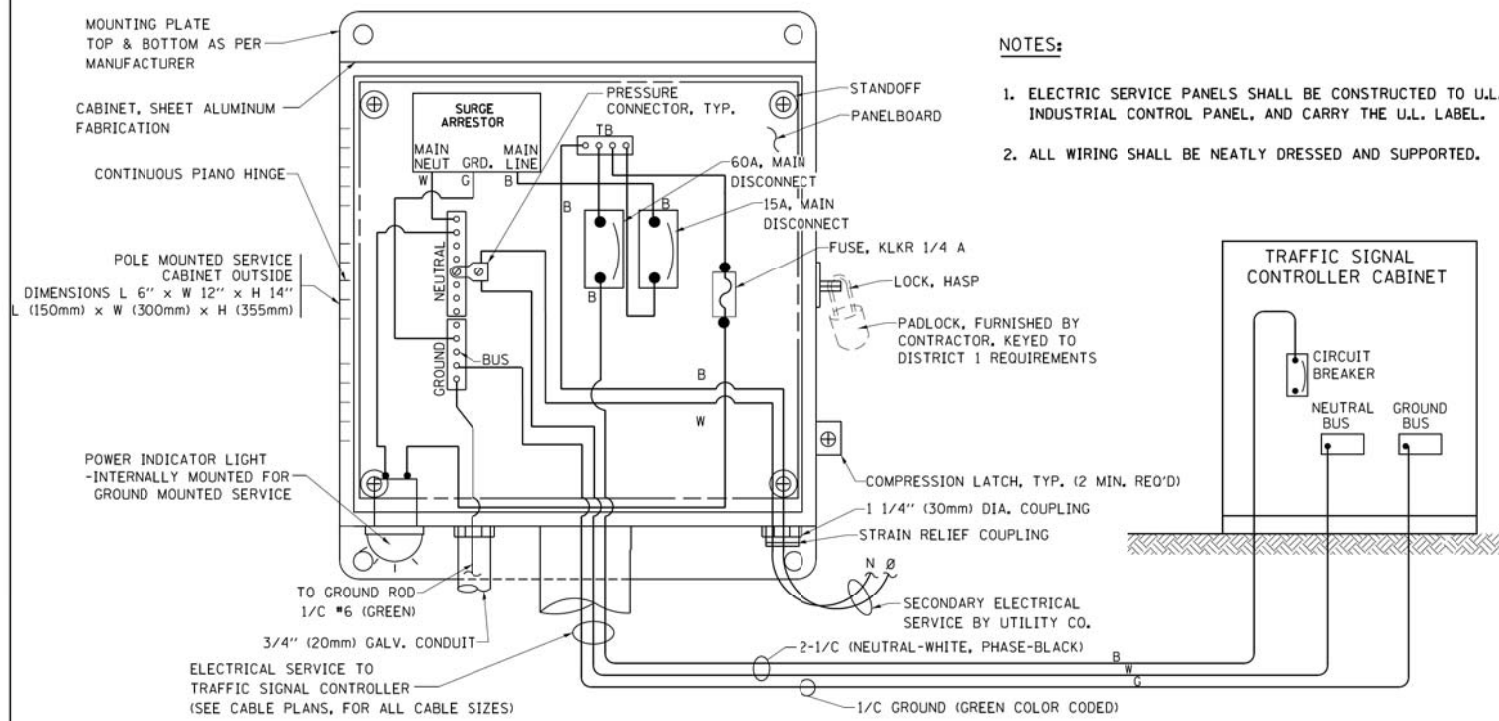 MOUNTING PLATE
TOP & BOTTOM AS PER
MANUFACTURER
CABINET, SHEET ALUMINUM
FABRICATION
CONTINUOUS PIANO HINGE
POLE MOUNTED SERVICE
CABINET OUTSIDE
DIMENSIONS L 6" x W 12" x H 14"
L (150mm) x W (300mm) x H (355mm)
POWER INDICATOR LIGHT
-INTERNALLY MOUNTED FOR
GROUND MOUNTED SERVICE
SURGE
ARRESTOR
MAIN
NEUT
GRD.
MAIN
LINE
W
G
B
PRESSURE
CONNECTOR, TYP.
TB
60A, MAIN
DISCONNECT
15A, MAIN
DISCONNECT
B
B
B
NEUTRAL
GROUND
BUS
B
W
STANDOFF
PANELBOARD
FUSE, KLKR 1/4 A
LOCK, HASP
PADLOCK, FURNISHED BY
CONTRACTOR, KEYED TO
DISTRICT 1 REQUIREMENTS
COMPRESSION LATCH, TYP. (2 MIN. REQ'D)
1 1/4" (30mm) DIA. COUPLING
STRAIN RELIEF COUPLING
N Ø
SECONDARY ELECTRICAL
SERVICE BY UTILITY CO.
TO GROUND ROD
1/C #6 (GREEN)
3/4" (20mm) GALV. CONDUIT
ELECTRICAL SERVICE TO
TRAFFIC SIGNAL CONTROLLER
(SEE CABLE PLANS, FOR ALL CABLE SIZES)
2-1/C (NEUTRAL-WHITE, PHASE-BLACK)
B
W
G
1/C GROUND (GREEN COLOR CODED)
NOTES:
1. ELECTRIC SERVICE PANELS SHALL BE CONSTRUCTED TO U.L.
INDUSTRIAL CONTROL PANEL, AND CARRY THE U.L. LABEL.
2. ALL WIRING SHALL BE NEATLY DRESSED AND SUPPORTED.
TRAFFIC SIGNAL
CONTROLLER CABINET
CIRCUIT
BREAKER
NEUTRAL
BUS
GROUND
BUS